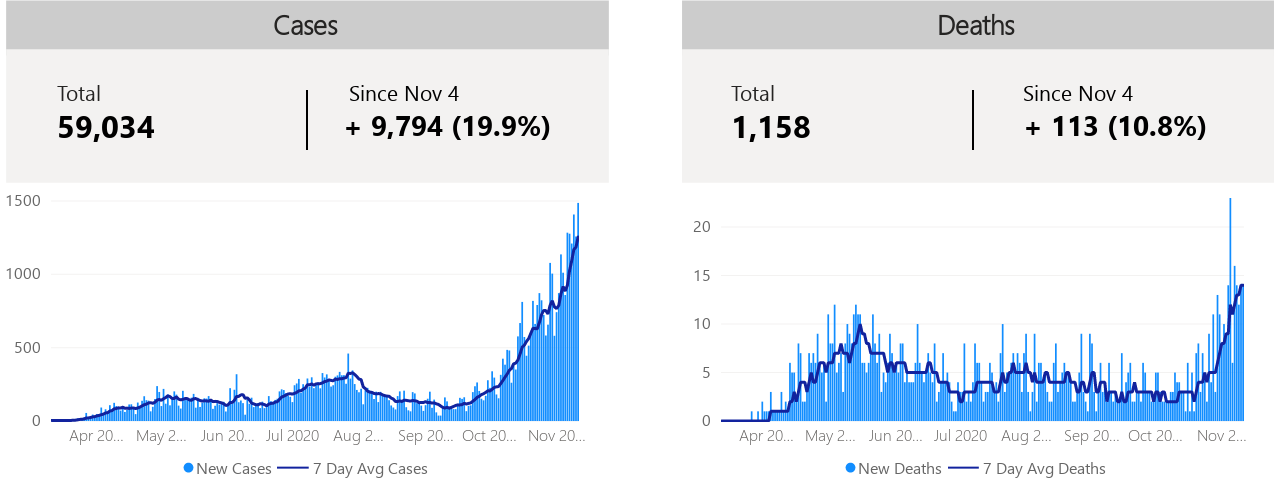 Cases
Total
Since Nov 4
59,034
+ 9,794 (19.9%)
1500
1000
500
0
Apr 20... May 2... Jun 20... Jul 2020 Aug 2... Sep 20... Oct 20... Nov 20...
New Cases 7 Day Avg Cases
Deaths
Total
Since Nov 4
1,158
+ 113 (10.8%)
20
15
10
5
0
Apr 20... May 2... Jun 20... Jul 2020 Aug 2... Sep 20... Oct 20... Nov 2...
New Deaths 7 Day Avg Deaths